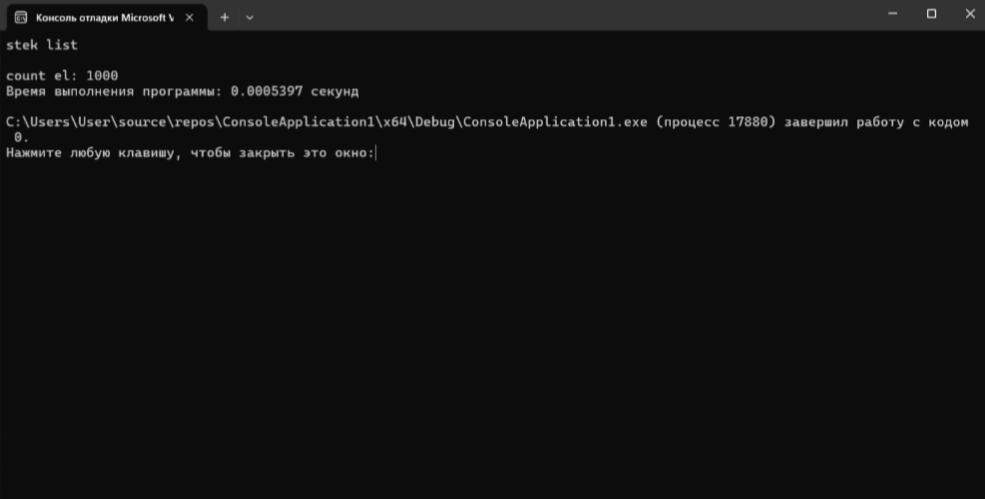 Консоль отладки Microsoft V
stek list
count el: 1000
Время выполнения программы: 0.0005397 секунд
C:\Users\User\source\repos\ConsoleApplication1\x64\Debug\ConsoleApplication1.exe (процесс 17880) завершил работу с кодом
0.
Нажмите любую клавишу, чтобы закрыть это окно: